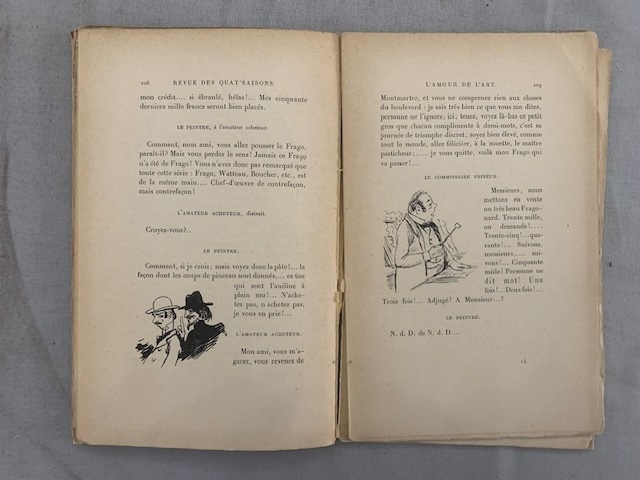 208 REVUE DES QUAT'SAISONS.
mon crédit.... si ébranlé, hélas!... Mes cinquante
derniers mille francs seront bien placés.
LE PEINTRE, à l'amateur acheteur.
Comment, mon ami, vous allez pousser le Frago,
paraît-il? Mais vous perdez le sens! Jamais ce Frago
n'a été de Frago! Vous n'avez donc pas remarqué que
toute cette série : Frago, Watteau, Boucher, etc., est
de la même main.... Chef-d'œuvre de contrefaçon,
mais contrefaçon!
L'AMATEUR ACHETEUR, distrait.
Croyez-vous?..
LE PEINTRE.
Comment, si je crois; mais voyez donc la pâte!... la
façon dont les coups de pinceau sont donnés,... ce ton
qui sent l'aniline à
plein nez!... N'ache-
tez pas, n'achetez pas,
je vous en prie!...
L'AMATEUR ACHETEUR.
Mon ami, vous m'a-
gacez, vous revenez de
L'AMOUR DE L'ART. 209
Montmartre, et vous ne comprenez rien aux choses
du boulevard : je sais très bien ce que vous me dites,
personne ne l'ignore, ici; tenez, voyez là-bas ce petit
gros que chacun complimente à demi-mots, c'est sa
journée de triomphe discret; soyez bien élevé, comme
tout le monde, allez féliciter, à la muette, le maître
pasticheur;.... je vous quitte, voilà mon Frago qui
va passer!...
LE COMMISSAIRE PRISEUR.
Messieurs, nous
mettons en vente
un très beau Frago-
nard. Trente mille,
on demande!....
Trente-cinq!...qua-
rante!... Suivons,
messieurs,.... sui-
vons!... Cinquante
mille! Personne ne
dit mat! Une
fois!...Deux fois!...
Trois fois!... Adjugé! A Monsieur...?
LE PEINTRE.
N. d. D. de N. d. D....
14